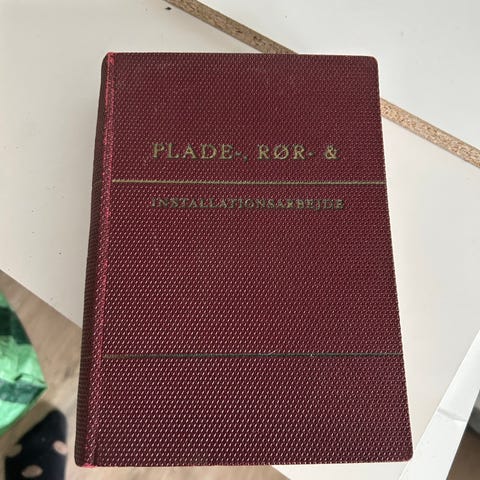 PLADE-, RØR- &
INSTALLATIONSARBEJDE